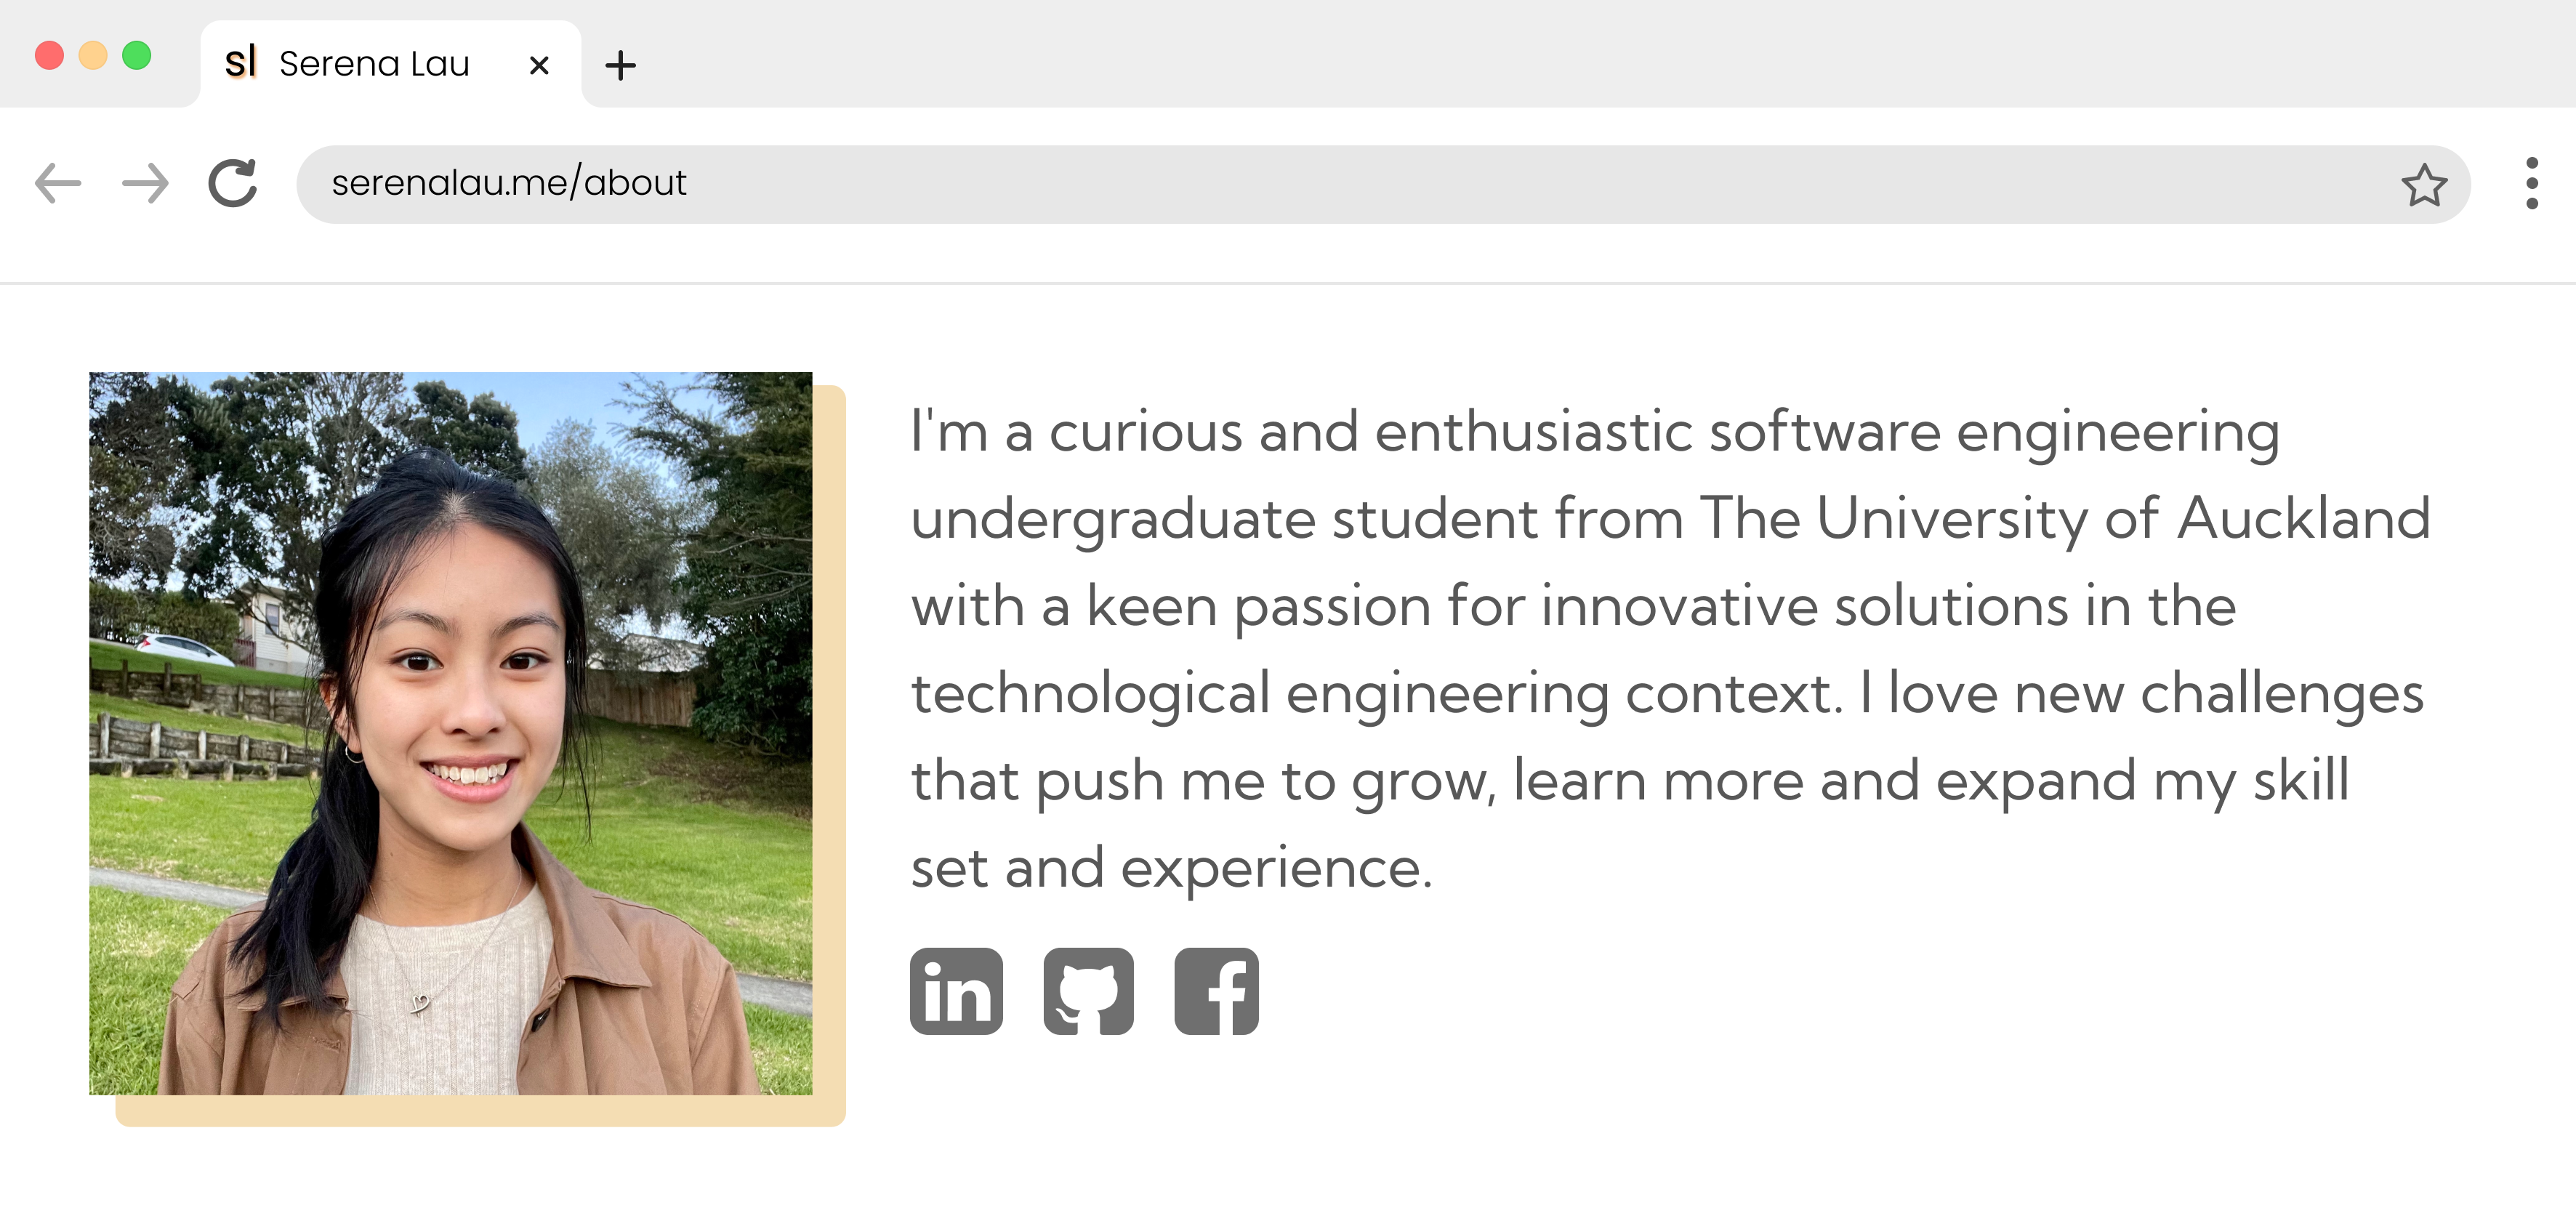 sl Serena Lau
serenalau.me/about
I'm a curious and enthusiastic software engineering
undergraduate student from The University of Auckland
with a keen passion for innovative solutions in the
technological engineering context. I love new challenges
that push me to grow, learn more and expand my skill
set and experience.
in f